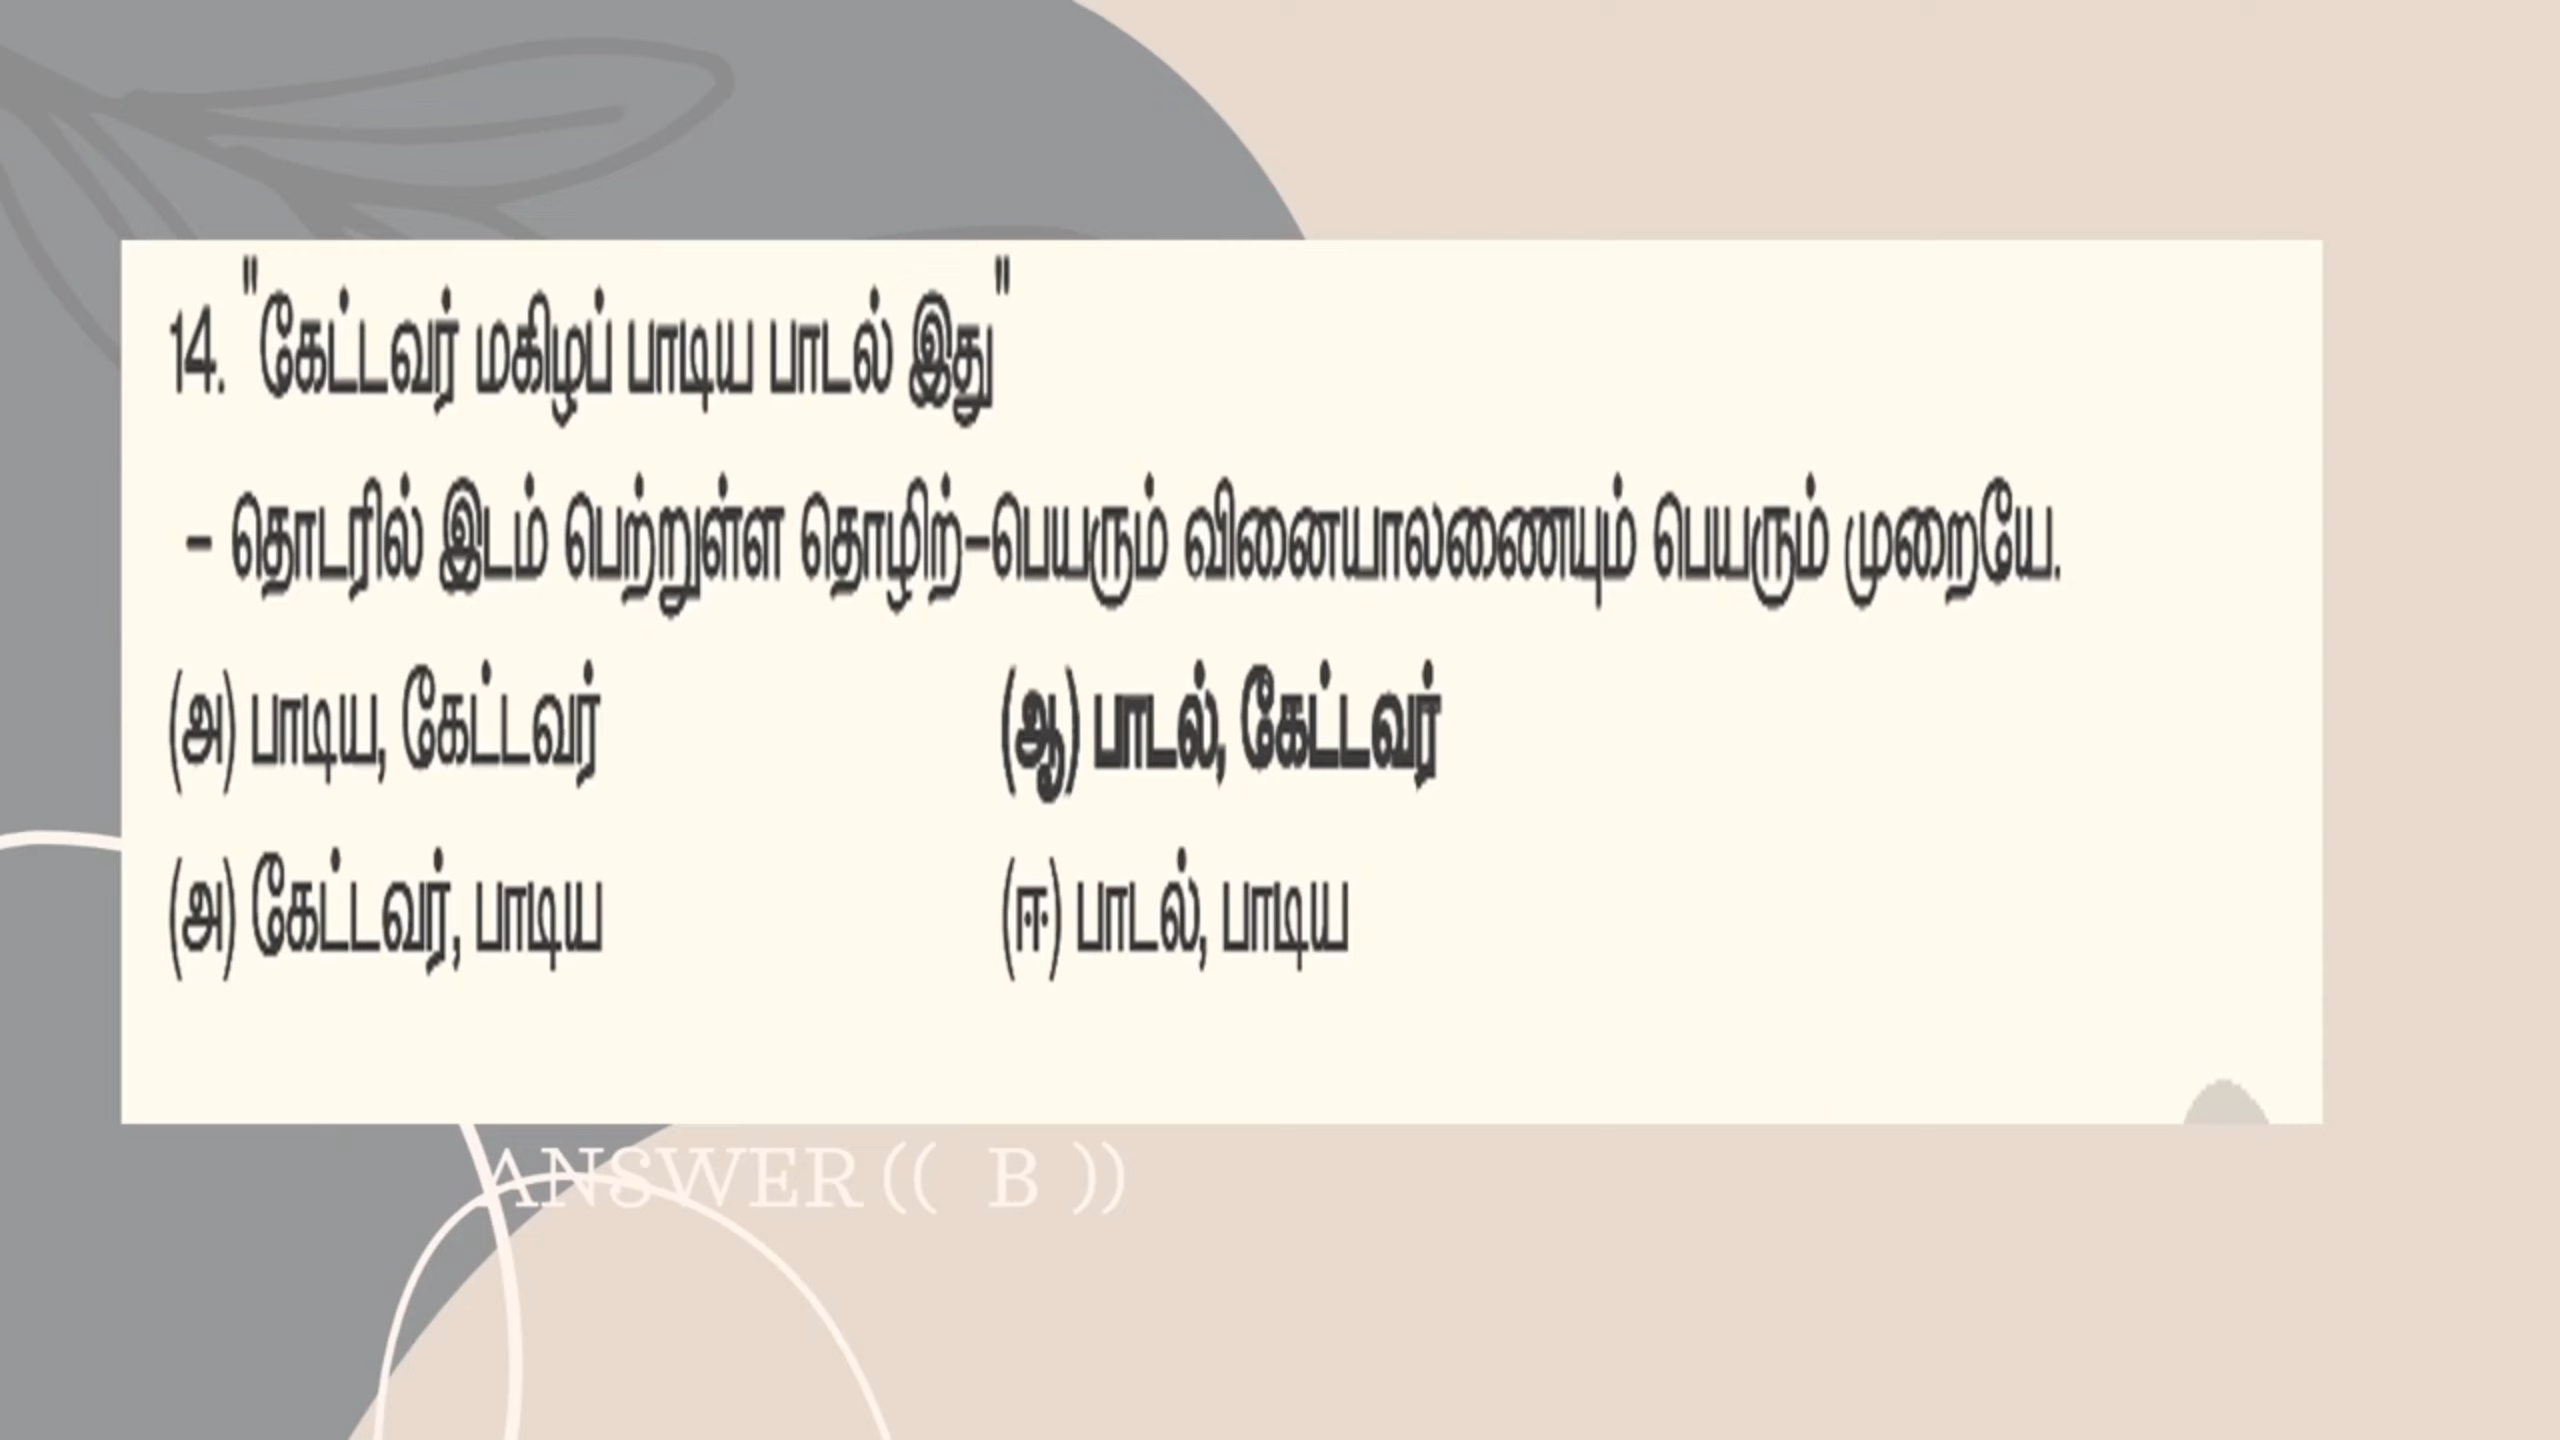 14. "கேட்டவர் மகிழப் பாடிய பாடல் இது"
- தொடரில் இடம் பெற்றுள்ள தொழிற்-பெயரும் வினையாலணையும் பெயரும் முறையே.
(அ) பாடிய, கேட்டவர் (ஆ) பாடல், கேட்டவர்
(அ) கேட்டவர், பாடிய (ஈ) பாடல், பாடிய
ANSWER (( B ))